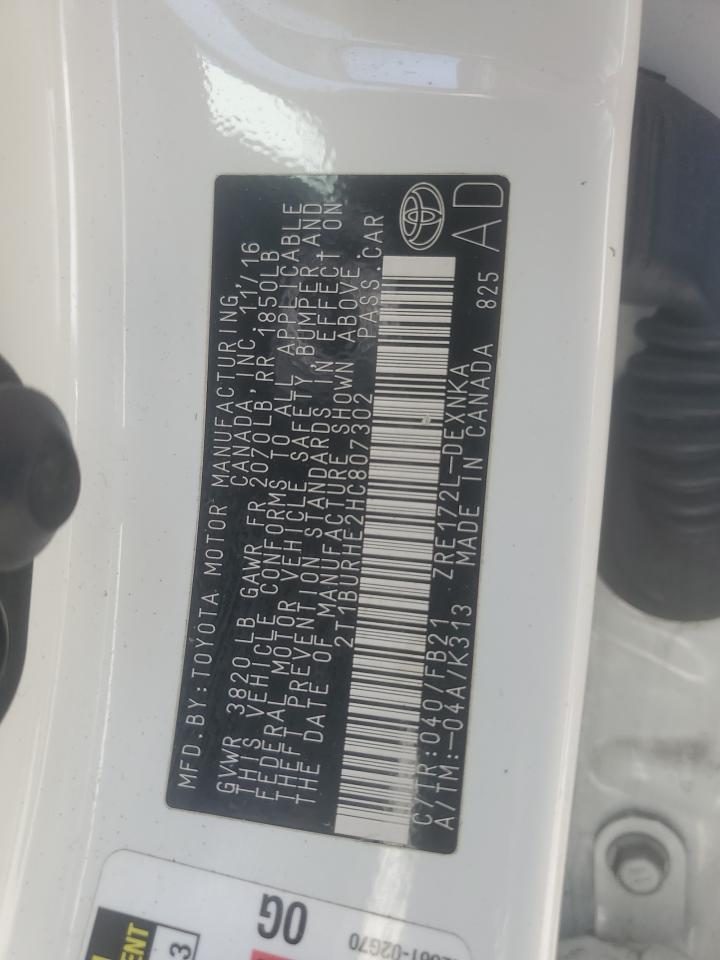 MFD.BY:TOYOTA MOTOR MANUFACTURING,
CANADA,INC. 11/16
GVWR 3820 LB GAWR FR 2070LB RR 1850LB
THIS VEHICLE CONFORMS TO ALL APPLICABLE
FEDERAL MOTOR VEHICLE SAFETY,BUMPER,AND
THEFT PREVENTION STANDARDS IN EFFECT ON
THE DATE OF MANUFACTURE SHOWN ABOVE.
2T1BURHE2HC807302 PASS.CAR
C/TR:040/FB21 ZRE172L-DEXNKA
A/TM:-04A/K313 MADE IN CANADA 825
AD
OG
-02G70
3